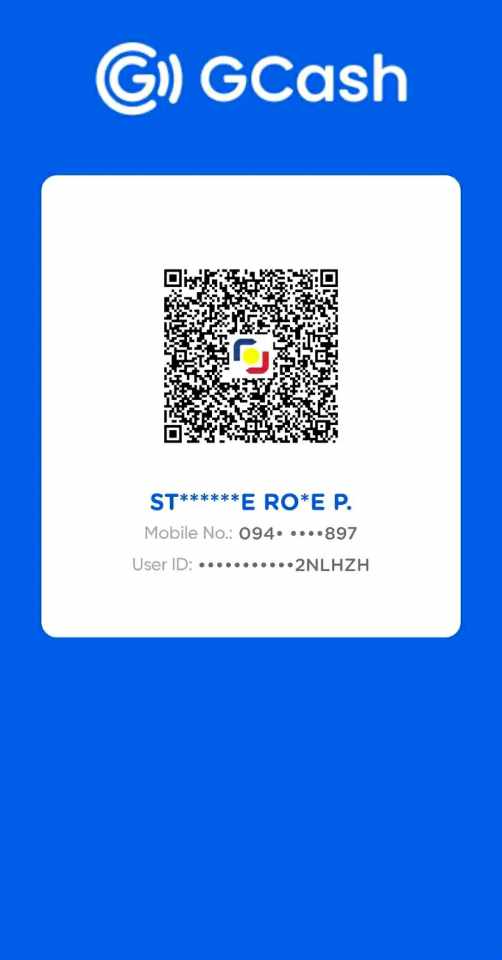 GCash
ST******E RO*E P.
Mobile No.: 094• ••••897
User ID: •••••••••••2NLHZH